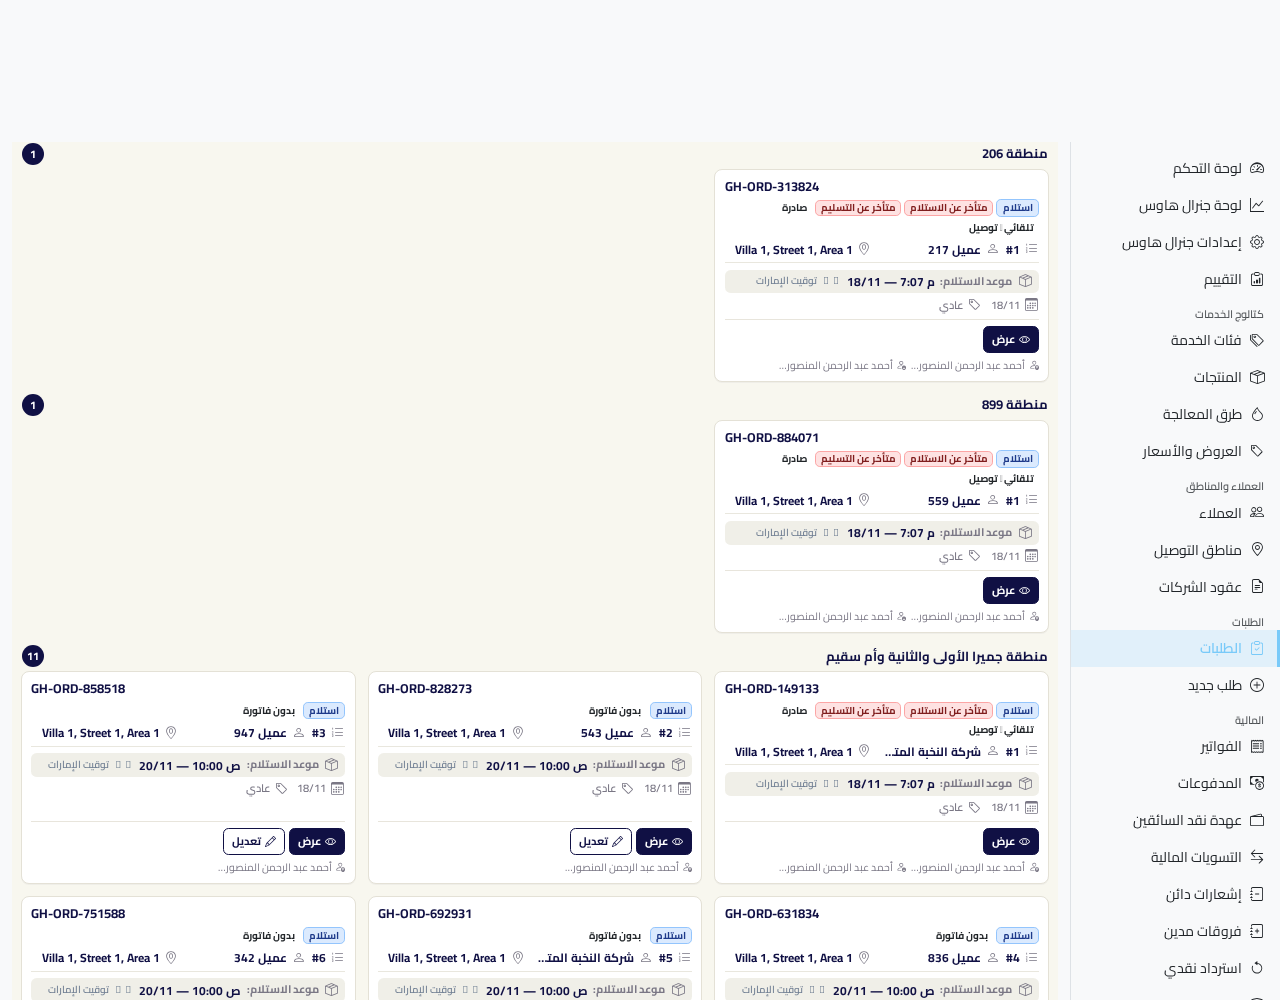 لوحة التحكم
لوحة جنرال هاوس
إعدادات جنرال هاوس
التقييم
كتالوج الخدمات
فئات الخدمة
المنتجات
طرق المعالجة
العروض والأسعار
العملاء والمناطق
العملاء
مناطق التوصيل
عقود الشركات
الطلبات
الطلبات
طلب جديد
المالية
الفواتير
المدفوعات
عهدة نقد السائقين
التسويات المالية
إشعارات دائن
فروقات مدين
استرداد نقدي
منطقة 206
1
GH-ORD-313824
استلام متأخر عن الاستلام متأخر عن التسليم صادرة
تلقائي | توصيل
#1 عميل 217 Villa 1, Street 1, Area 1
موعد الاستلام: 18/11 — 7:07 م توقيت الإمارات
18/11 عادي
عرض
أحمد عبد الرحمن المنصور... أحمد عبد الرحمن المنصور...
منطقة 899
1
GH-ORD-884071
استلام متأخر عن الاستلام متأخر عن التسليم صادرة
تلقائي | توصيل
#1 عميل 559 Villa 1, Street 1, Area 1
موعد الاستلام: 18/11 — 7:07 م توقيت الإمارات
18/11 عادي
عرض
أحمد عبد الرحمن المنصور... أحمد عبد الرحمن المنصور...
منطقة جميرا الأولى والثانية وأم سقيم
11
GH-ORD-149133
استلام متأخر عن الاستلام متأخر عن التسليم صادرة
تلقائي | توصيل
#1 شركة النخبة المتـ... Villa 1, Street 1, Area 1
موعد الاستلام: 18/11 — 7:07 م توقيت الإمارات
18/11 عادي
عرض
أحمد عبد الرحمن المنصور... أحمد عبد الرحمن المنصور...
GH-ORD-828273
استلام بدون فاتورة
#2 عميل 543 Villa 1, Street 1, Area 1
موعد الاستلام: 20/11 — 10:00 ص توقيت الإمارات
18/11 عادي
عرض تعديل
أحمد عبد الرحمن المنصور...
GH-ORD-858518
استلام بدون فاتورة
#3 عميل 947 Villa 1, Street 1, Area 1
موعد الاستلام: 20/11 — 10:00 ص توقيت الإمارات
18/11 عادي
عرض تعديل
أحمد عبد الرحمن المنصور...
GH-ORD-631834
استلام بدون فاتورة
#4 عميل 836 Villa 1, Street 1, Area 1
موعد الاستلام: 20/11 — 10:00 ص توقيت الإمارات
GH-ORD-692931
استلام بدون فاتورة
#5 شركة النخبة المتـ... Villa 1, Street 1, Area 1
موعد الاستلام: 20/11 — 10:00 ص توقيت الإمارات
GH-ORD-751588
استلام بدون فاتورة
#6 عميل 342 Villa 1, Street 1, Area 1
موعد الاستلام: 20/11 — 10:00 ص توقيت الإمارات